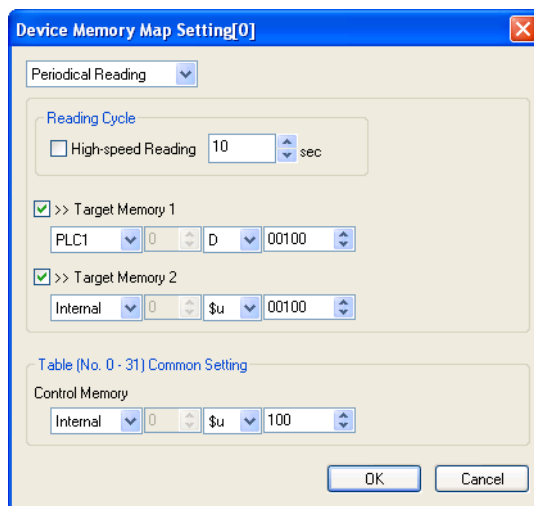 Device Memory Map Setting[0]
Periodical Reading
Reading Cycle
High-speed Reading 10 sec
>> Target Memory 1
PLC1 0 D 00100
>> Target Memory 2
Internal 0 $u 00100
Table (No. 0 - 31) Common Setting
Control Memory
Internal 0 $u 100
OK Cancel